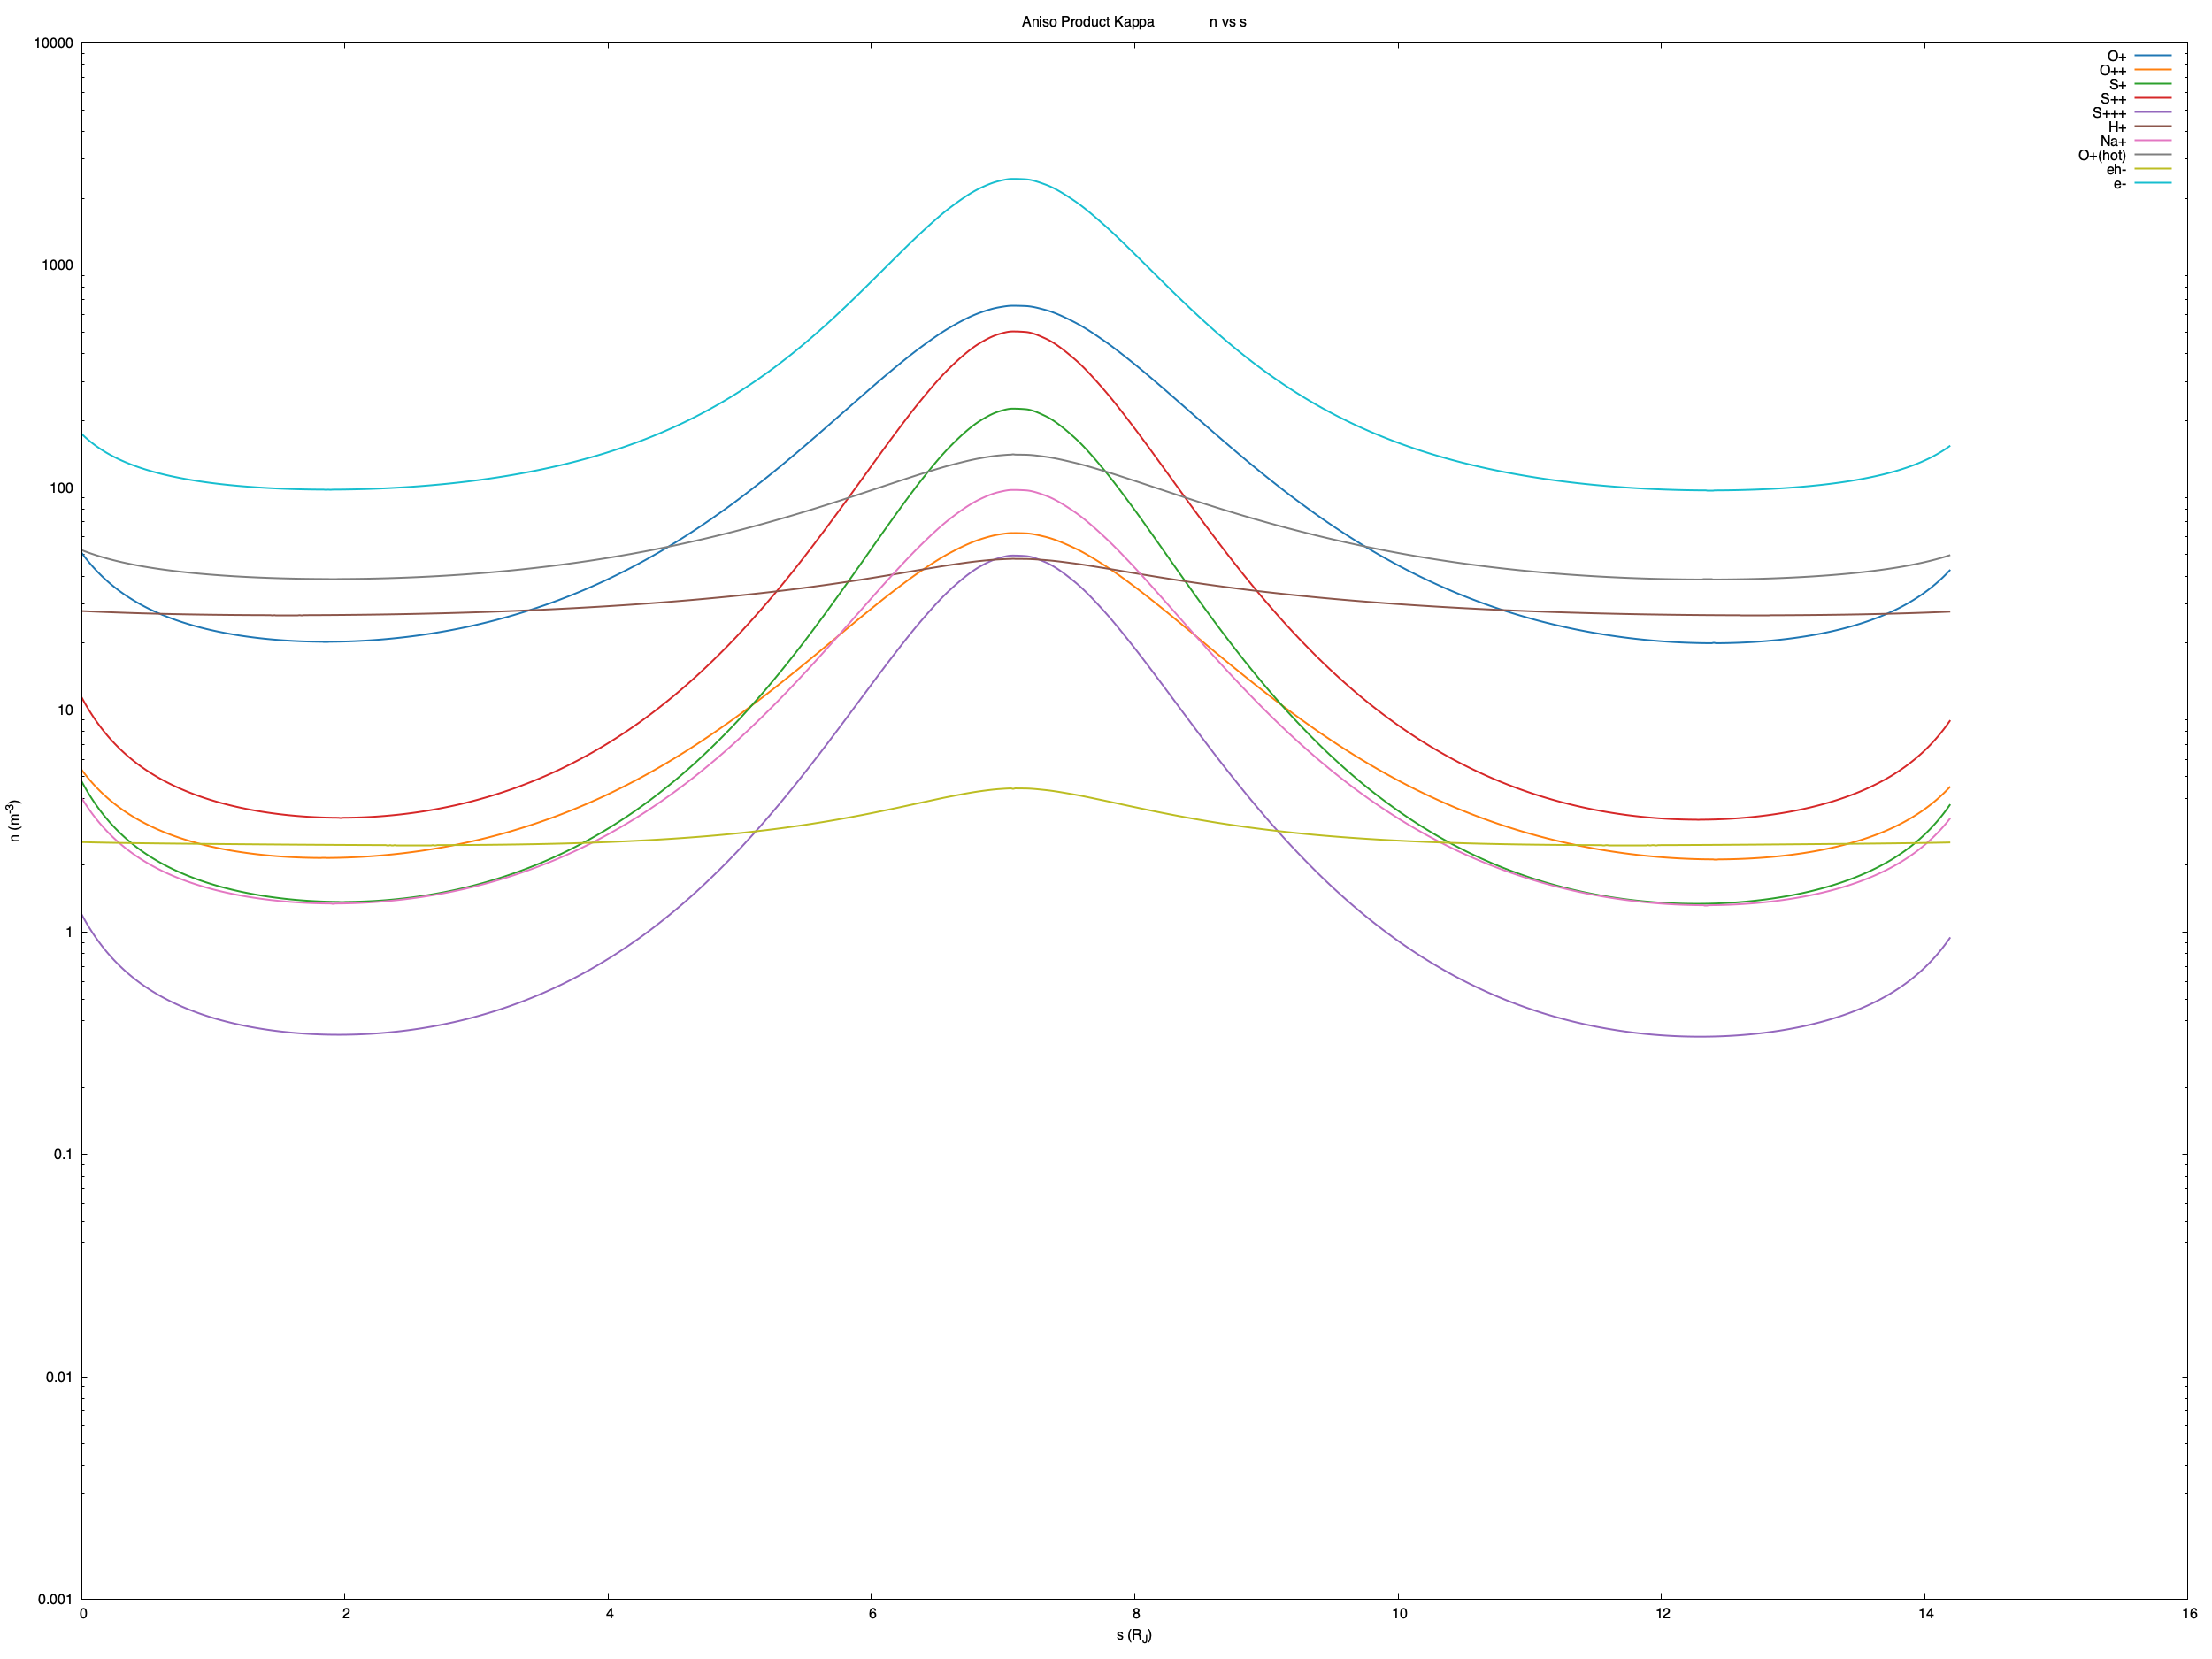 Aniso Product Kappa n vs s
10000
1000
100
10
1
0.1
0.01
0.001
n (m-3)
O+
O++
S+
S++
S+++
H+
Na+
O+(hot)
eh-
e-
0 2 4 6 8 10 12 14 16
s (RJ)